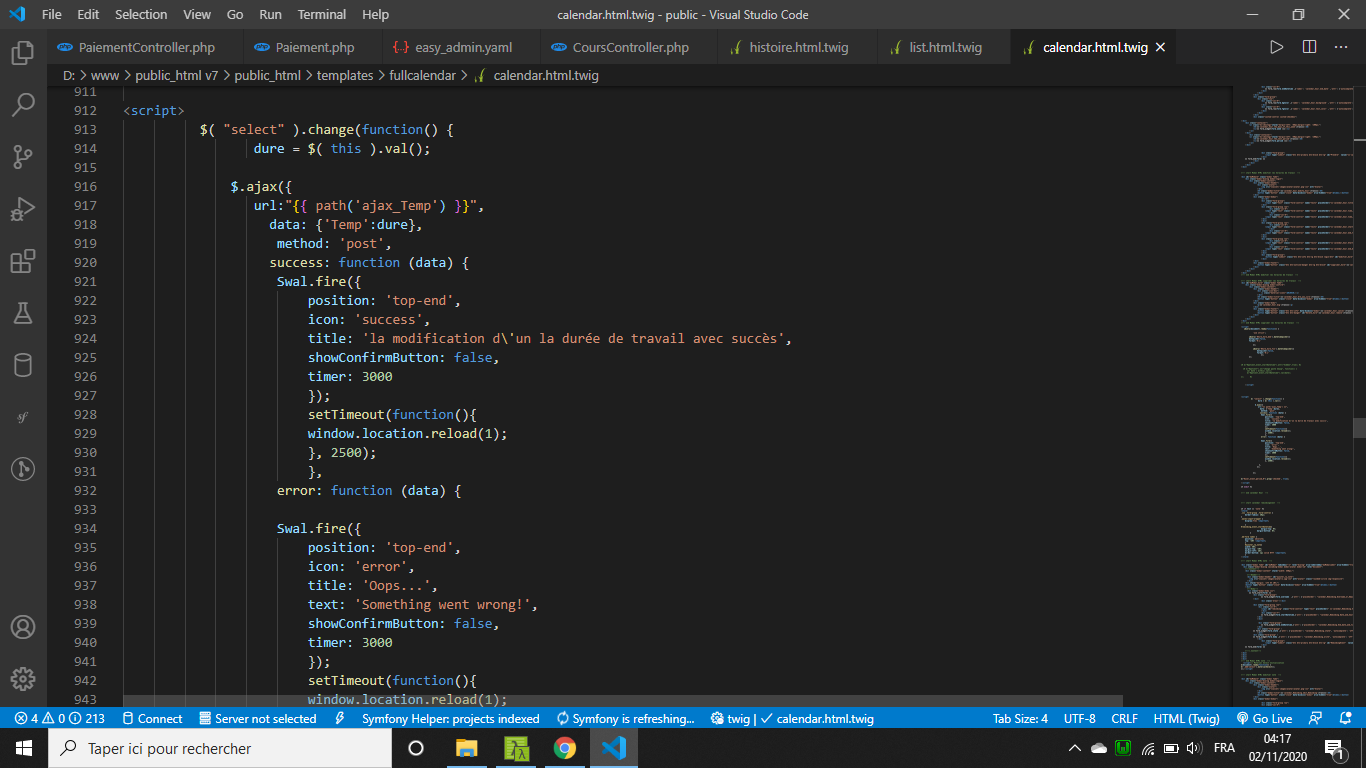 File Edit Selection View Go Run Terminal Help calendar.html.twig - public - Visual Studio Code
PaiementController.php Paiement.php easy_admin.yaml CoursController.php histoire.html.twig list.html.twig calendar.html.twig
D: > www > public_html v7 > public_html > templates > fullcalendar > calendar.html.twig
911
912 <script>
913 $( "select" ).change(function() {
914 dure = $( this ).val();
915
916 $.ajax({
917 url:"{{ path('ajax_Temp') }}",
918 data: {'Temp':dure},
919 method: 'post',
920 success: function (data) {
921 Swal.fire({
922 position: 'top-end',
923 icon: 'success',
924 title: 'la modification d\'un la durée de travail avec succès',
925 showConfirmButton: false,
926 timer: 3000
927 });
928 setTimeout(function(){
929 window.location.reload(1);
930 }, 2500);
931 },
932 error: function (data) {
933
934 Swal.fire({
935 position: 'top-end',
936 icon: 'error',
937 title: 'Oops...',
938 text: 'Something went wrong!',
939 showConfirmButton: false,
940 timer: 3000
941 });
942 setTimeout(function(){
943 window.location.reload(1);
4 0 213 Connect Server not selected Symfony Helper: projects indexed Symfony is refreshing... twig | calendar.html.twig Tab Size: 4 UTF-8 CRLF HTML (Twig) Go Live
Taper ici pour rechercher FRA 04:17
02/11/2020 1